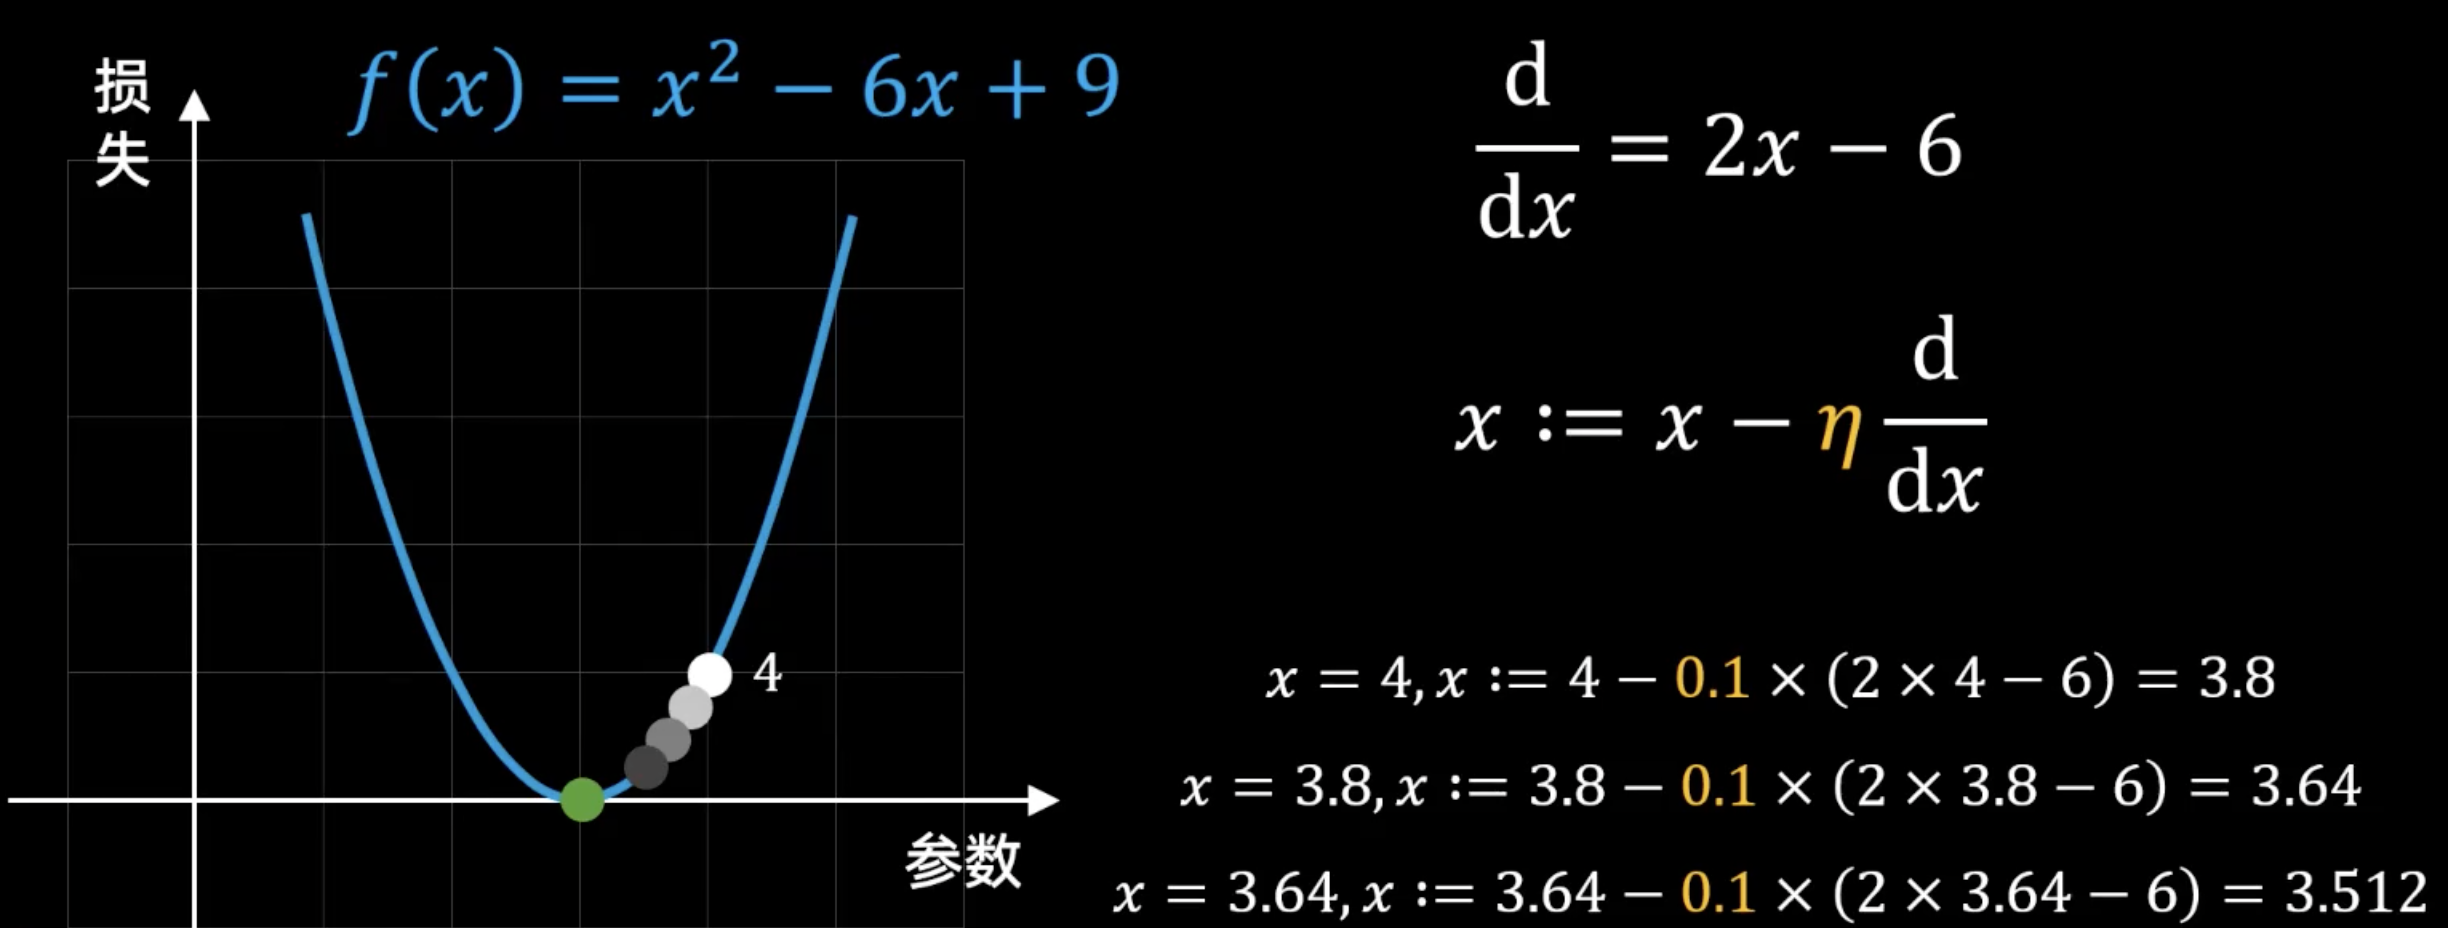 损失
f(x) = x² − 6x + 9
d/dx = 2x − 6
x := x − η d/dx
4
x = 4, x := 4 − 0.1 × (2 × 4 − 6) = 3.8
x = 3.8, x := 3.8 − 0.1 × (2 × 3.8 − 6) = 3.64
参数
x = 3.64, x := 3.64 − 0.1 × (2 × 3.64 − 6) = 3.512